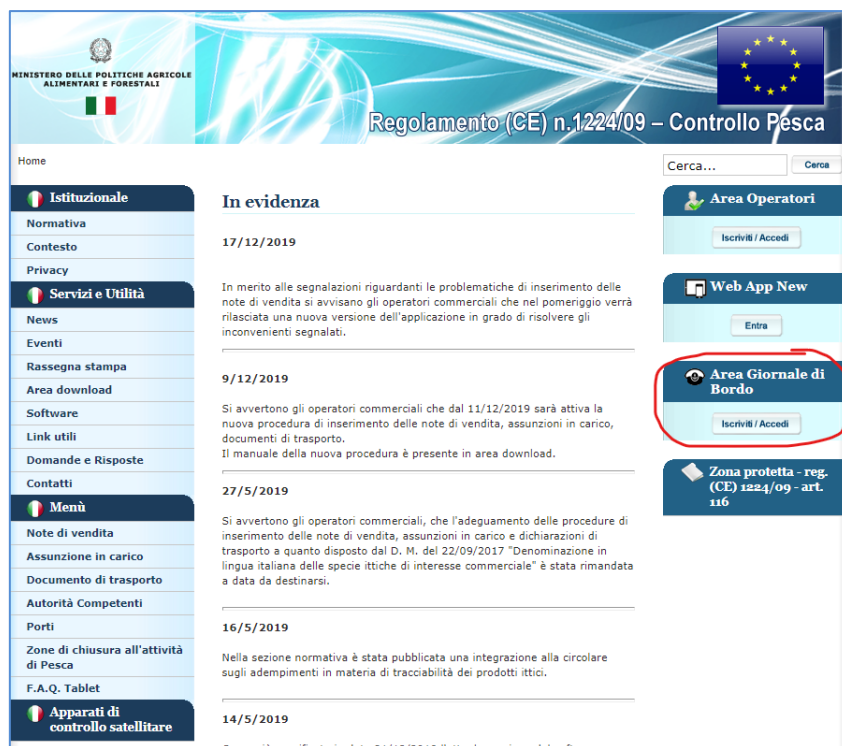 MINISTERO DELLE POLITICHE AGRICOLE
ALIMENTARI E FORESTALI
Regolamento (CE) n.1224/09 – Controllo Pesca
Home
Cerca...
Cerca
Istituzionale
Normativa
Contesto
Privacy
Servizi e Utilità
News
Eventi
Rassegna stampa
Area download
Software
Link utili
Domande e Risposte
Contatti
Menù
Note di vendita
Assunzione in carico
Documento di trasporto
Autorità Competenti
Porti
Zone di chiusura all'attività
di Pesca
F.A.Q. Tablet
Apparati di
controllo satellitare
In evidenza
17/12/2019
In merito alle segnalazioni riguardanti le problematiche di inserimento delle
note di vendita si avvisano gli operatori commerciali che nel pomeriggio verrà
rilasciata una nuova versione dell'applicazione in grado di risolvere gli
inconvenienti segnalati.
9/12/2019
Si avvertono gli operatori commerciali che dal 11/12/2019 sarà attiva la
nuova procedura di inserimento delle note di vendita, assunzioni in carico,
documenti di trasporto.
Il manuale della nuova procedura è presente in area download.
27/5/2019
Si avvertono gli operatori commerciali, che l'adeguamento delle procedure di
inserimento delle note di vendita, assunzioni in carico e dichiarazioni di
trasporto a quanto disposto dal D. M. del 22/09/2017 "Denominazione in
lingua italiana delle specie ittiche di interesse commerciale" è stata rimandata
a data da destinarsi.
16/5/2019
Nella sezione normativa è stata pubblicata una integrazione alla circolare
sugli adempimenti in materia di tracciabilità dei prodotti ittici.
14/5/2019
Area Operatori
Iscriviti / Accedi
Web App New
Entra
Area Giornale di
Bordo
Iscriviti / Accedi
Zona protetta - reg.
(CE) 1224/09 - art.
116